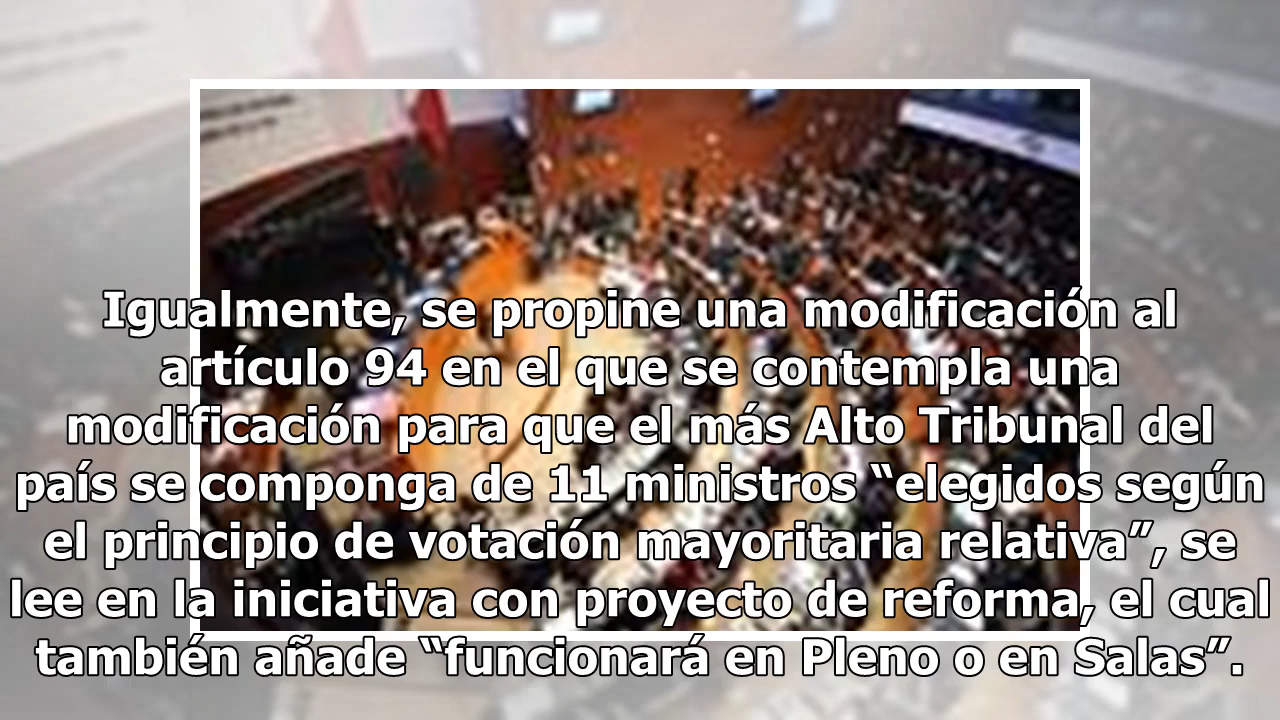 Igualmente, se propine una modificación al
artículo 94 en el que se contempla una
modificación para que el más Alto Tribunal del
país se componga de 11 ministros “elegidos según
el principio de votación mayoritaria relativa”, se
lee en la iniciativa con proyecto de reforma, el cual
también añade “funcionará en Pleno o en Salas”.